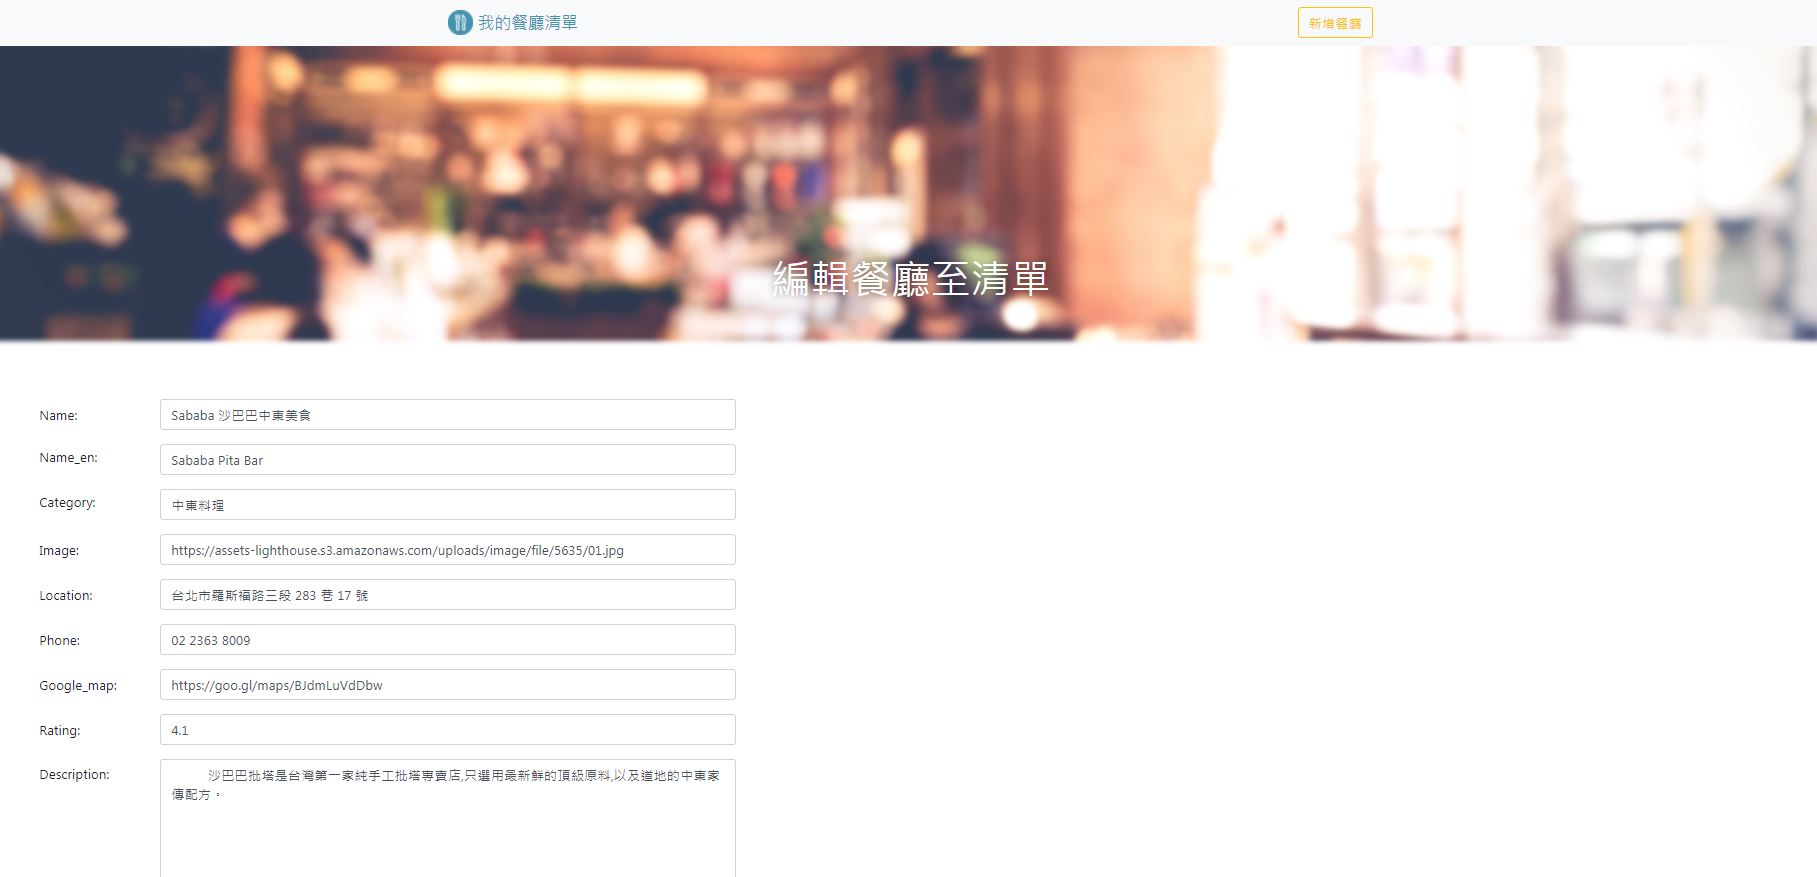 我的餐廳清單
新增餐廳
編輯餐廳至清單
Name: Sababa 沙巴巴中東美食
Name_en: Sababa Pita Bar
Category: 中東料理
Image: https://assets-lighthouse.s3.amazonaws.com/uploads/image/file/5635/01.jpg
Location: 台北市羅斯福路三段 283 巷 17 號
Phone: 02 2363 8009
Google_map: https://goo.gl/maps/BJdmLuVdDbw
Rating: 4.1
Description: 沙巴巴批塔是台灣第一家純手工批塔專賣店,只選用最新鮮的頂級原料,以及道地的中東家
傳配方。